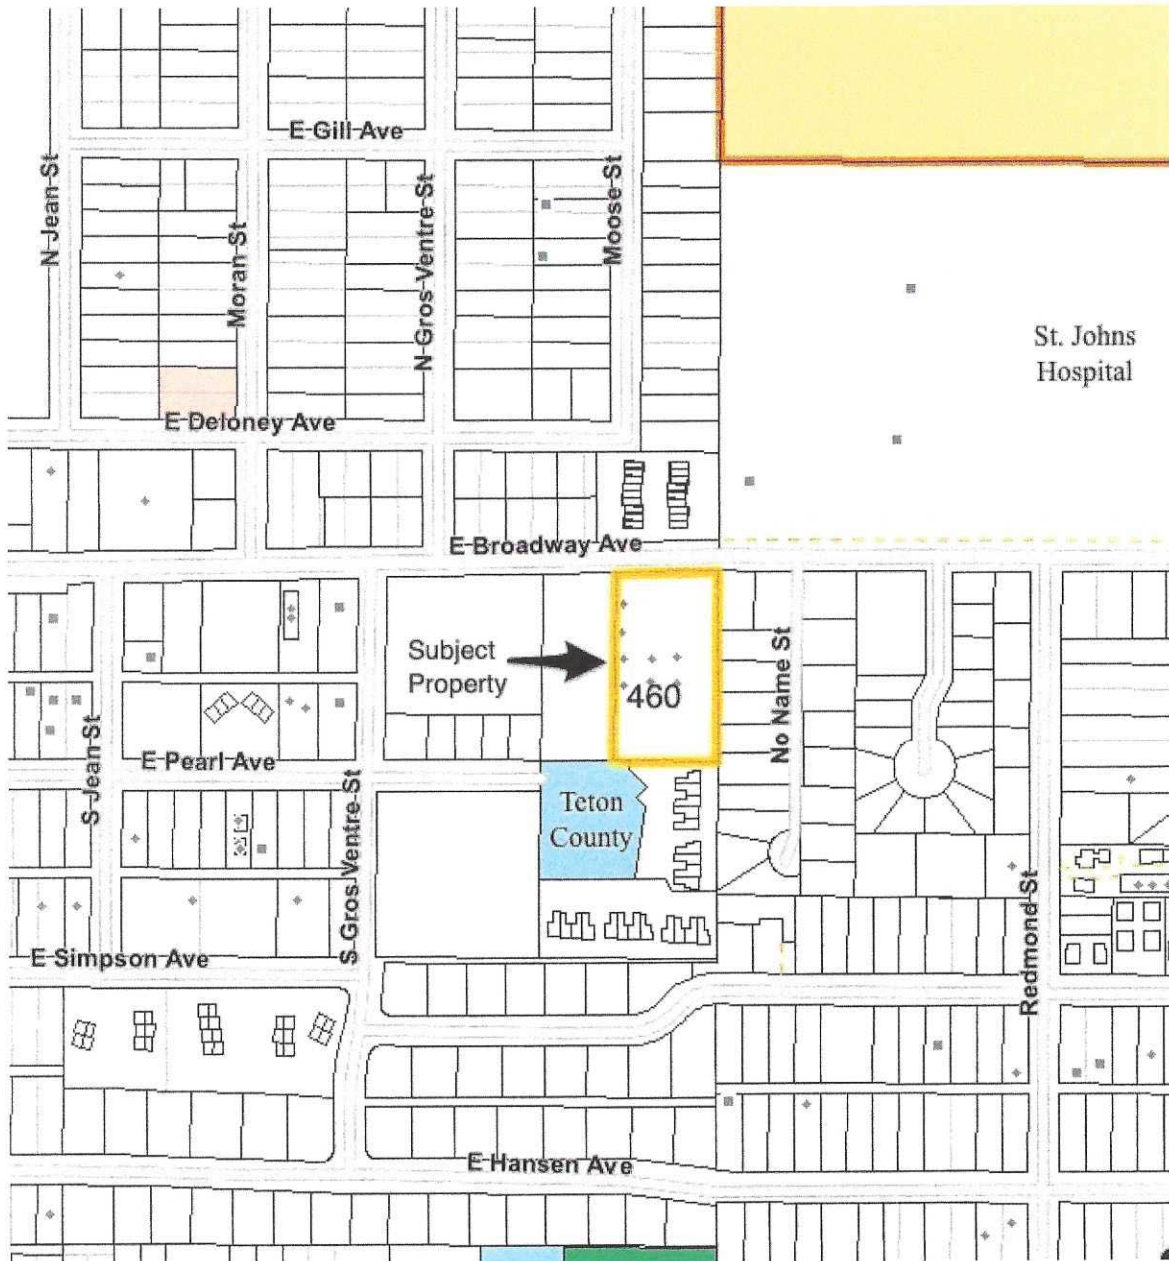 E Gill Ave
N Jean St
Moran St
N Gros Ventre St
Moose St
St. Johns
Hospital
E Deloney Ave
E Broadway Ave
Subject
Property
460
No Name St
S Jean St
E Pearl Ave
S Gros Ventre St
Teton
County
Redmond St
E Simpson Ave
E Hansen Ave